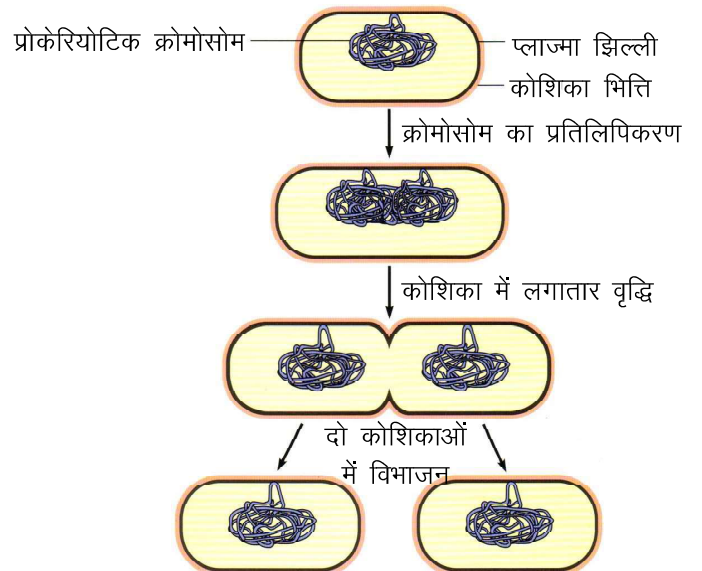 प्रोकेरियोटिक क्रोमोसोम
प्लाज्मा झिल्ली
कोशिका भित्ति
क्रोमोसोम का प्रतिलिपिकरण
कोशिका में लगातार वृद्धि
दो कोशिकाओं
में विभाजन